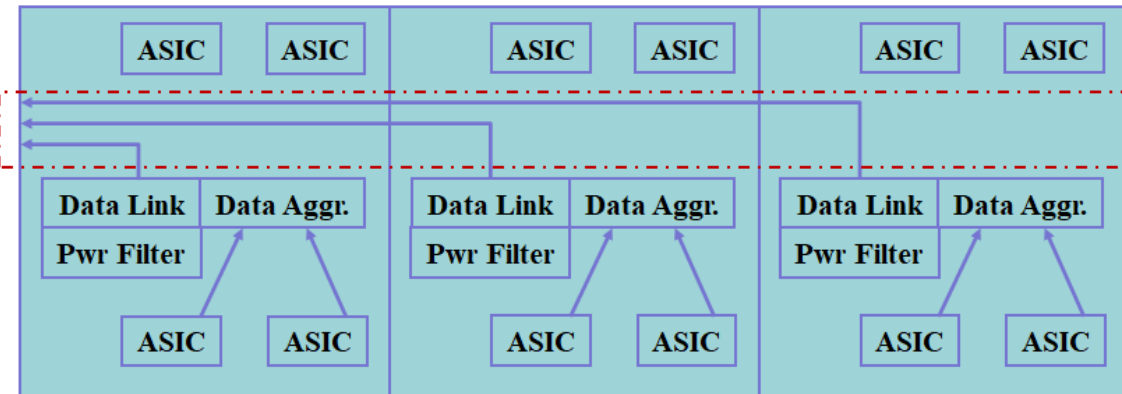 ASIC ASIC ASIC ASIC ASIC ASIC
Data Link Data Aggr. Data Link Data Aggr. Data Link Data Aggr.
Pwr Filter Pwr Filter Pwr Filter
ASIC ASIC ASIC ASIC ASIC ASIC